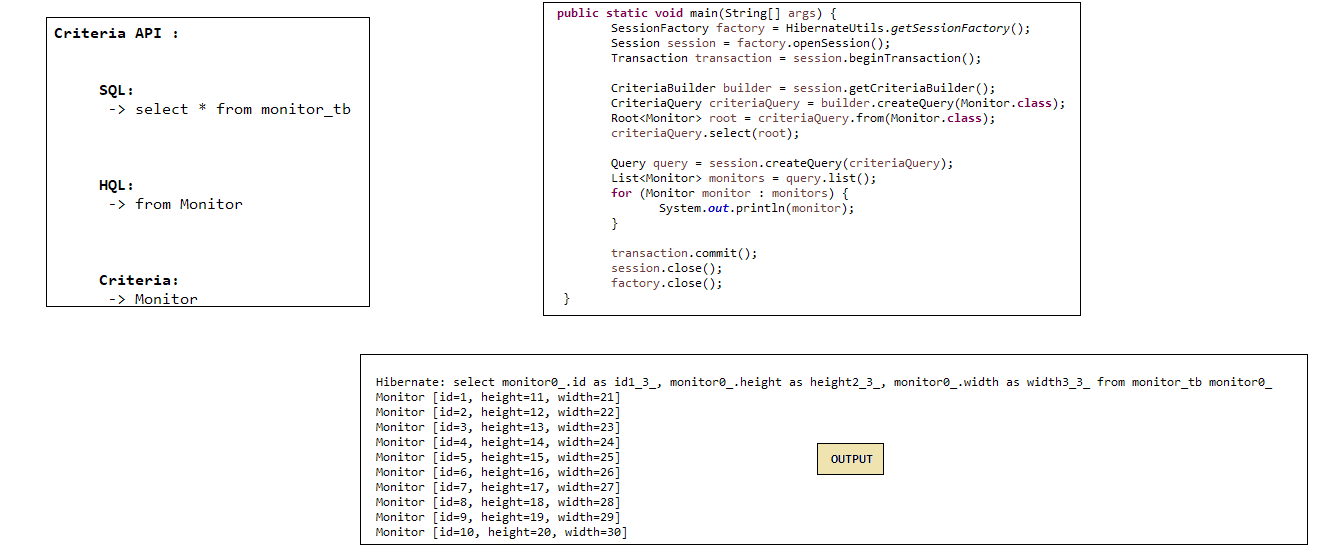 Criteria API :
SQL:
-> select * from monitor_tb
HQL:
-> from Monitor
Criteria:
-> Monitor
public static void main(String[] args) {
SessionFactory factory = HibernateUtils.getSessionFactory();
Session session = factory.openSession();
Transaction transaction = session.beginTransaction();
CriteriaBuilder builder = session.getCriteriaBuilder();
CriteriaQuery criteriaQuery = builder.createQuery(Monitor.class);
Root<Monitor> root = criteriaQuery.from(Monitor.class);
criteriaQuery.select(root);
Query query = session.createQuery(criteriaQuery);
List<Monitor> monitors = query.list();
for (Monitor monitor : monitors) {
System.out.println(monitor);
}
transaction.commit();
session.close();
factory.close();
}
Hibernate: select monitor0_.id as id1_3_, monitor0_.height as height2_3_, monitor0_.width as width3_3_ from monitor_tb monitor0_
Monitor [id=1, height=11, width=21]
Monitor [id=2, height=12, width=22]
Monitor [id=3, height=13, width=23]
Monitor [id=4, height=14, width=24]
Monitor [id=5, height=15, width=25]
Monitor [id=6, height=16, width=26]
Monitor [id=7, height=17, width=27]
Monitor [id=8, height=18, width=28]
Monitor [id=9, height=19, width=29]
Monitor [id=10, height=20, width=30]
OUTPUT